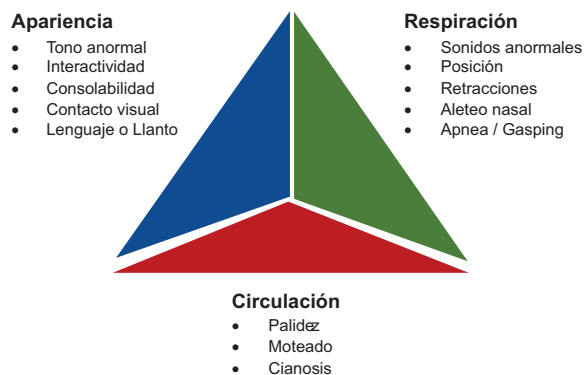 Apariencia
• Tono anormal
• Interactividad
• Consolabilidad
• Contacto visual
• Lenguaje o Llanto
Respiración
• Sonidos anormales
• Posición
• Retracciones
• Aleteo nasal
• Apnea / Gasping
Circulación
• Palidez
• Moteado
• Cianosis